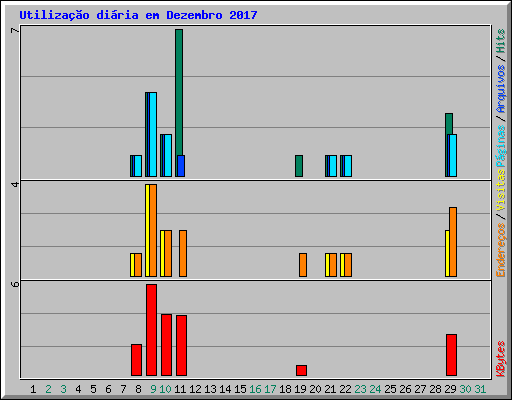 Utilização diária em Dezembro 2017
7
4
6
Páginas / Arquivos / Hits
Endereços / Visitas
KBytes
1 2 3 4 5 6 7 8 9 10 11 12 13 14 15 16 17 18 19 20 21 22 23 24 25 26 27 28 29 30 31